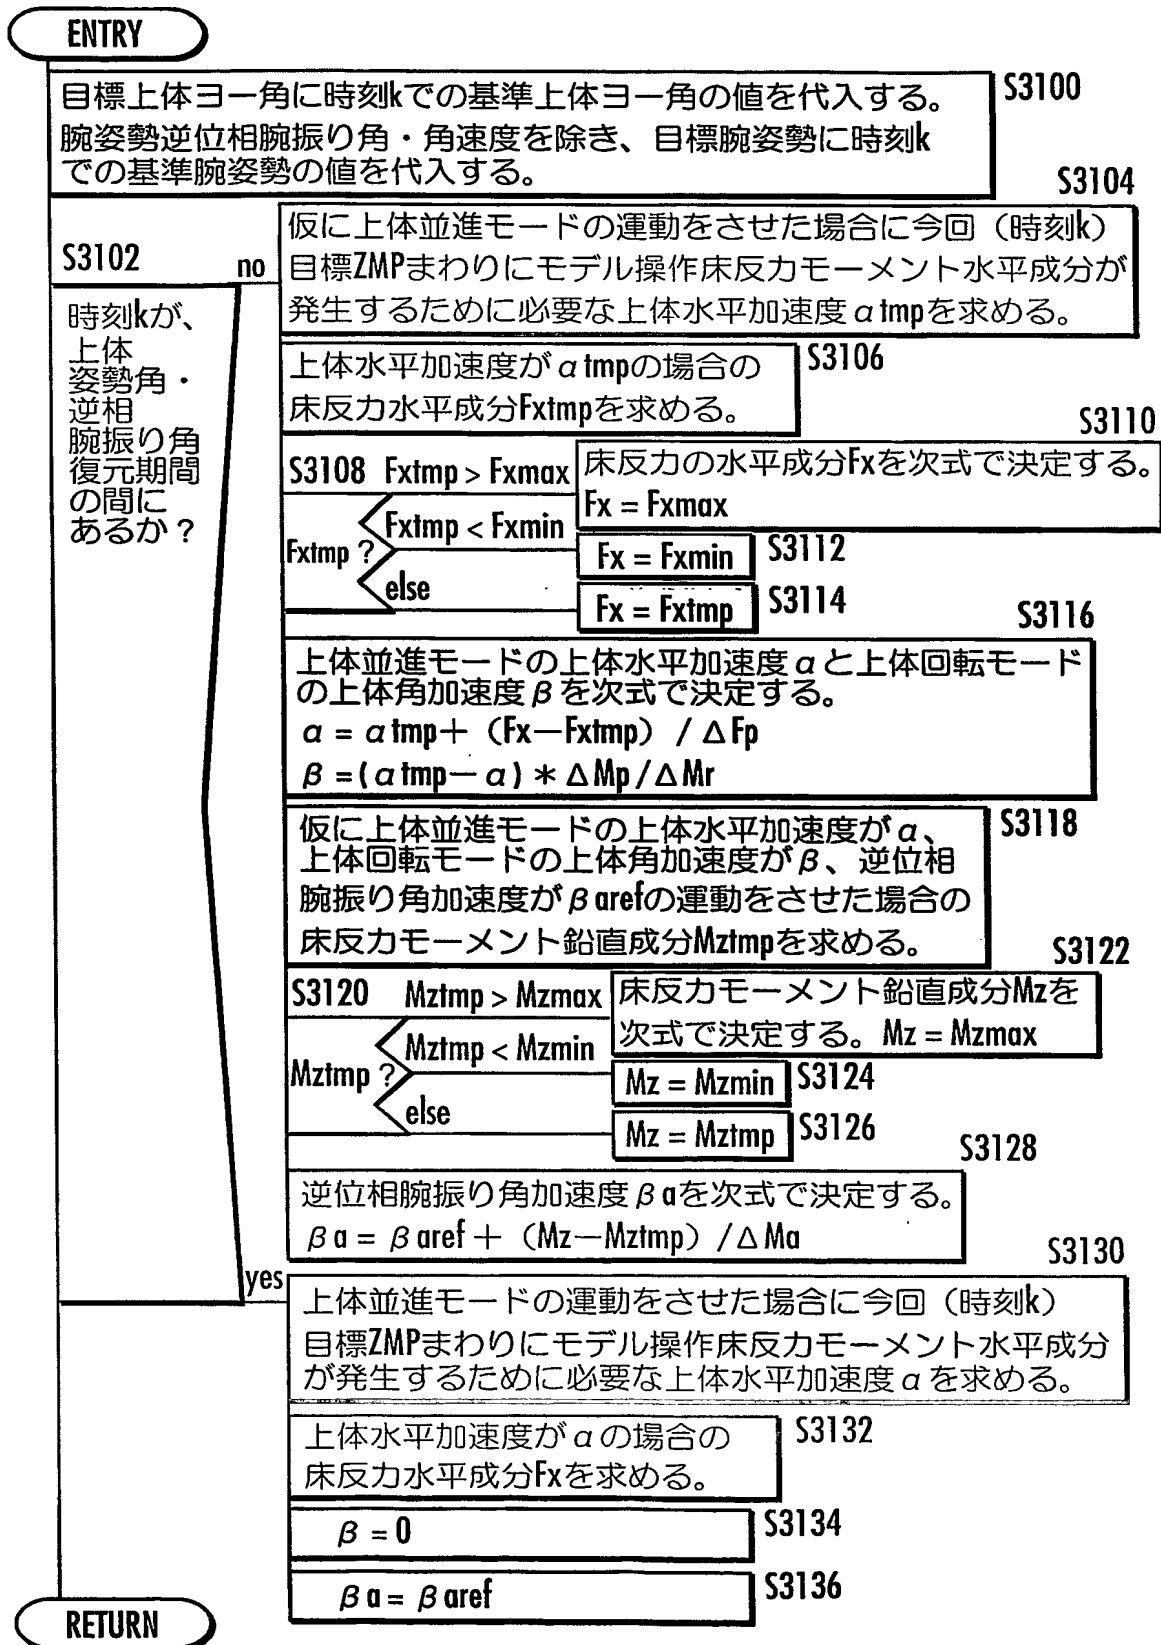 ENTRY
目標上体ヨー角に時刻kでの基準上体ヨー角の値を代入する。
腕姿勢逆位相腕振り角・角速度を除き、目標腕姿勢に時刻k
での基準腕姿勢の値を代入する。
S3100
S3102
時刻kが、
上体
姿勢角・
逆相
腕振り角
復元期間
の間に
あるか？
no
S3104
仮に上体並進モードの運動をさせた場合に今回（時刻k）
目標ZMPまわりにモデル操作床反力モーメント水平成分が
発生するために必要な上体水平加速度αtmpを求める。
上体水平加速度がαtmpの場合の
床反力水平成分Fxtmpを求める。
S3106
S3108
Fxtmp ?
Fxtmp > Fxmax
S3110
床反力の水平成分Fxを次式で決定する。
Fx = Fxmax
Fxtmp < Fxmin
Fx = Fxmin
S3112
else
Fx = Fxtmp
S3114
S3116
上体並進モードの上体水平加速度αと上体回転モード
の上体角加速度βを次式で決定する。
α = αtmp＋（Fx－Fxtmp）/ΔFp
β =(αtmp－α)＊ΔMp/ΔMr
S3118
仮に上体並進モードの上体水平加速度がα、
上体回転モードの上体角加速度がβ、逆位相
腕振り角加速度がβarefの運動をさせた場合の
床反力モーメント鉛直成分Mztmpを求める。
S3120
Mztmp ?
Mztmp > Mzmax
S3122
床反力モーメント鉛直成分Mzを
次式で決定する。Mz = Mzmax
Mztmp < Mzmin
Mz = Mzmin
S3124
else
Mz = Mztmp
S3126
S3128
逆位相腕振り角加速度βaを次式で決定する。
βa = βaref＋（Mz－Mztmp）/ΔMa
yes
S3130
上体並進モードの運動をさせた場合に今回（時刻k）
目標ZMPまわりにモデル操作床反力モーメント水平成分
が発生するために必要な上体水平加速度αを求める。
上体水平加速度がαの場合の
床反力水平成分Fxを求める。
S3132
β = 0
S3134
βa = βaref
S3136
RETURN